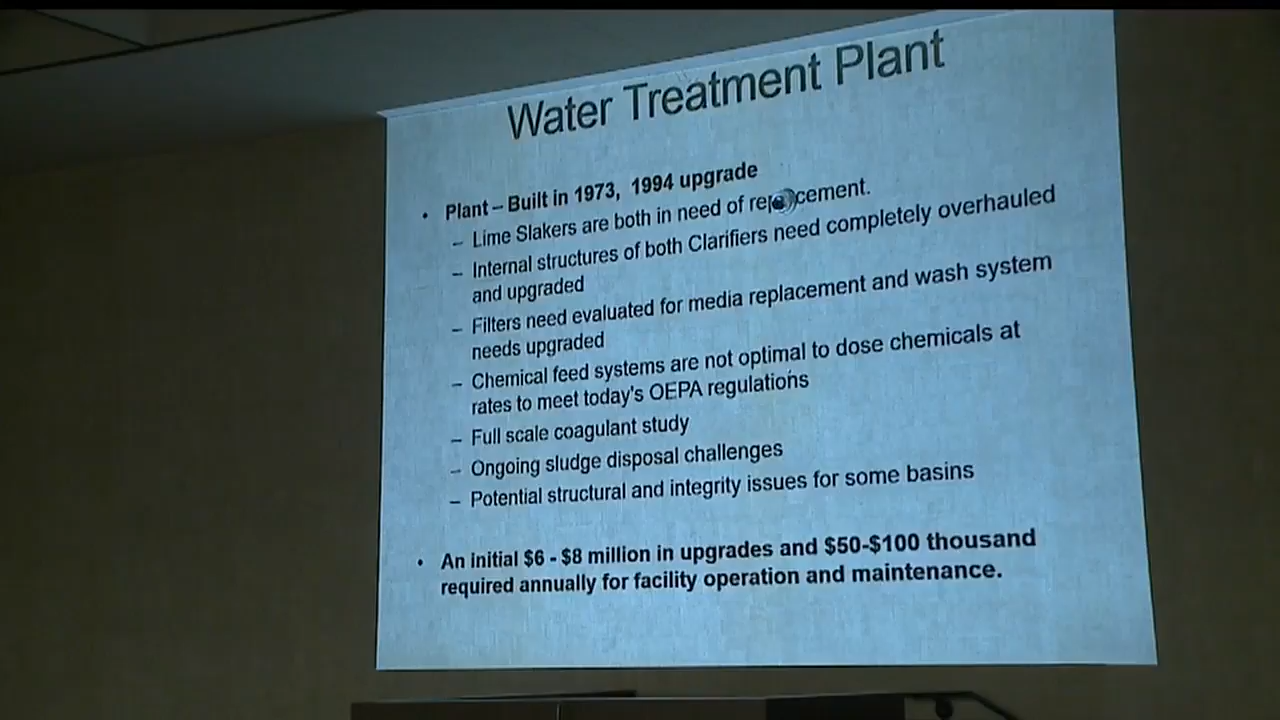 Water Treatment Plant
• Plant – Built in 1973, 1994 upgrade
– Lime Slakers are both in need of replacement.
– Internal structures of both Clarifiers need completely overhauled
and upgraded
– Filters need evaluated for media replacement and wash system
needs upgraded
– Chemical feed systems are not optimal to dose chemicals at
rates to meet today's OEPA regulations
– Full scale coagulant study
– Ongoing sludge disposal challenges
– Potential structural and integrity issues for some basins
• An initial $6 - $8 million in upgrades and $50-$100 thousand
required annually for facility operation and maintenance.